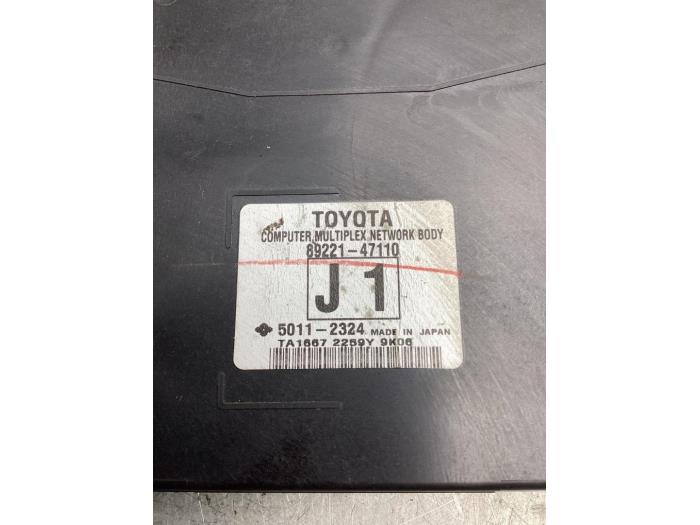 TOYOTA
COMPUTER,MULTIPLEX NETWORK BODY
89221-47110
J1
5011-2324 MADE IN JAPAN
TA1667 2259Y 9K06